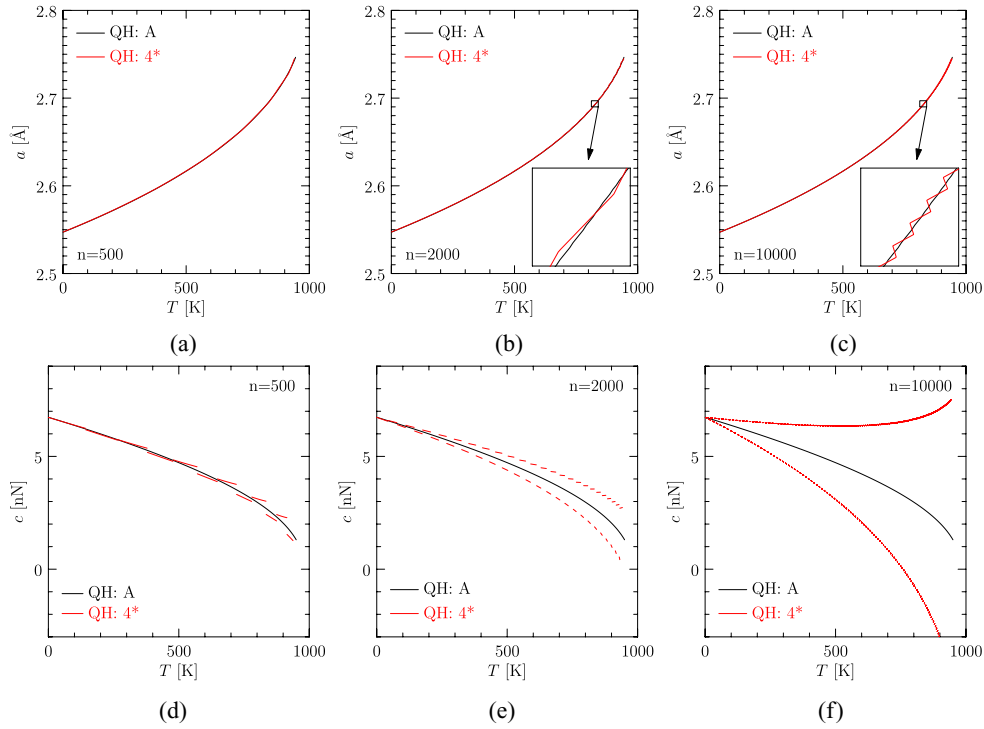 2.8
2.7
2.6
2.5
a [Å]
QH: A
QH: 4*
n=500
0
500
1000
T [K]
(a)
2.8
2.7
2.6
2.5
a [Å]
QH: A
QH: 4*
n=2000
0
500
1000
T [K]
(b)
2.8
2.7
2.6
2.5
a [Å]
QH: A
QH: 4*
n=10000
0
500
1000
T [K]
(c)
n=500
5
0
c [nN]
QH: A
QH: 4*
0
500
1000
T [K]
(d)
n=2000
5
0
c [nN]
QH: A
QH: 4*
0
500
1000
T [K]
(e)
n=10000
5
0
c [nN]
QH: A
QH: 4*
0
500
1000
T [K]
(f)